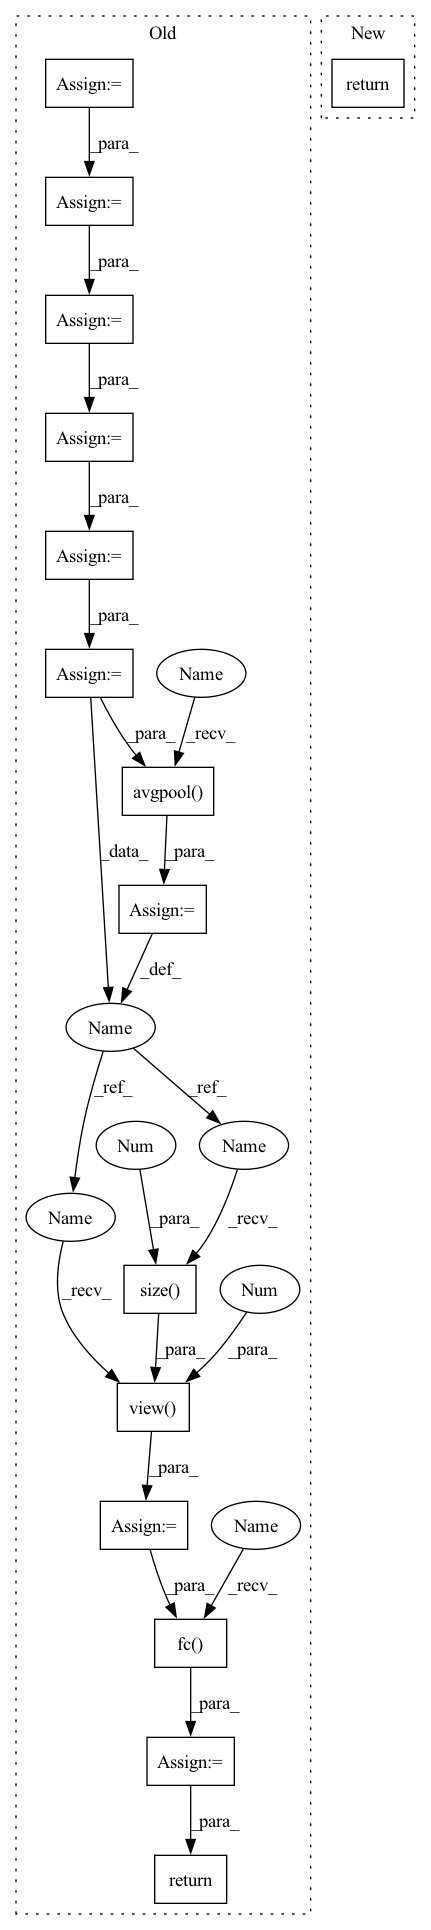 Old
New
Assign:=
return
_para_
Assign:=
_para_
Assign:=
_para_
Assign:=
_para_
Assign:=
_para_
Assign:=
Name
_para_
_recv_
avgpool()
_data_
_para_
Assign:=
_def_
Name
_ref_
_ref_
Num
Name
Name
_para_
_recv_
size()
Num
_recv_
_para_
_para_
view()
_para_
Assign:=
Name
_para_
_recv_
fc()
_para_
Assign:=
_para_
return